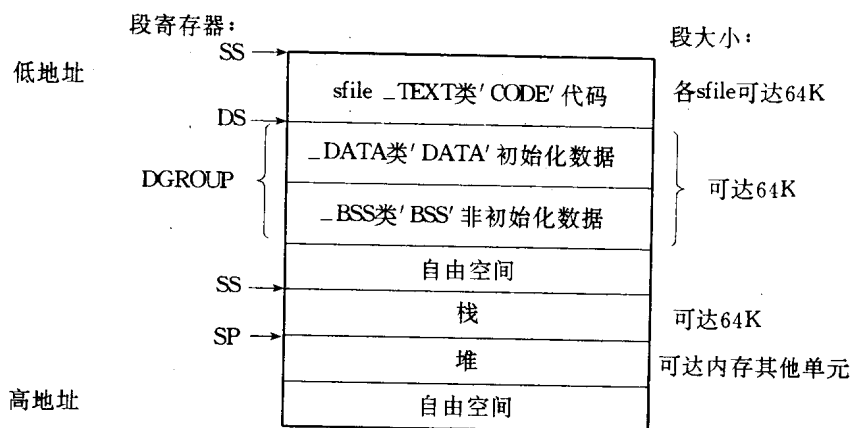 段寄存器：
段大小：
SS
低地址
sfile _TEXT类'CODE'代码
各sfile可达64K
DS
_DATA类'DATA'初始化数据
DGROUP
可达64K
_BSS类'BSS'非初始化数据
自由空间
SS
栈
可达64K
SP
堆
可达内存其他单元
高地址
自由空间